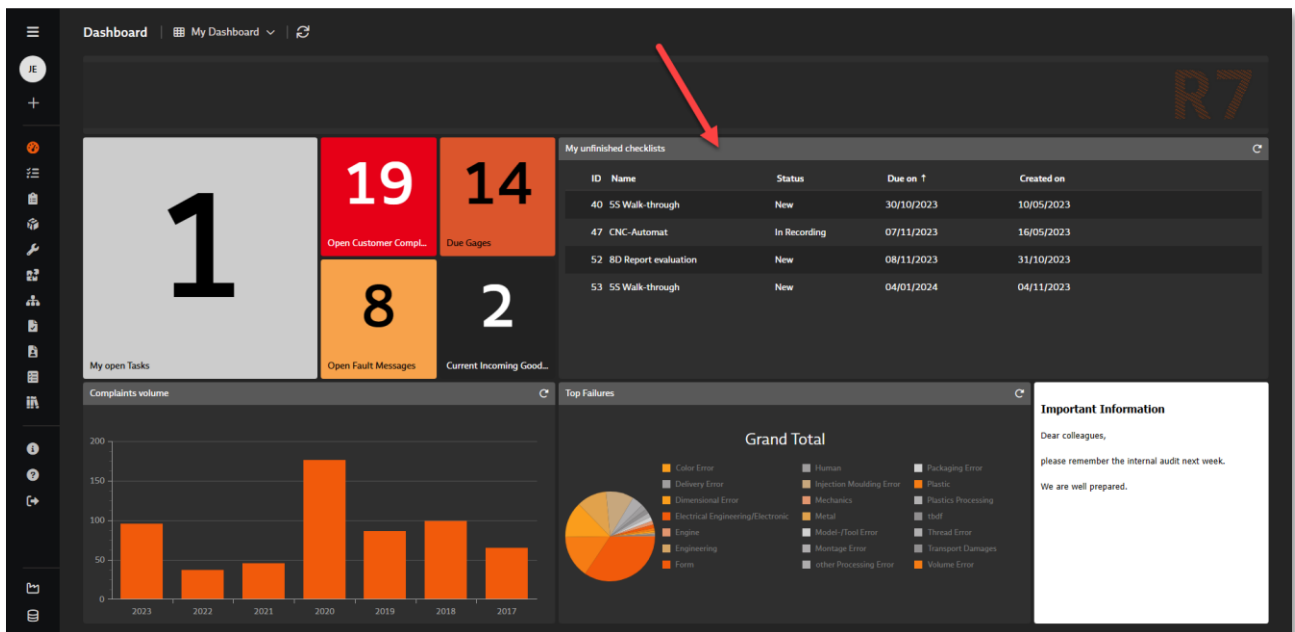 Dashboard My Dashboard
JE
R7
1
My open Tasks
19
Open Customer Compl...
14
Due Gages
8
Open Fault Messages
2
Current Incoming Good...
My unfinished checklists
ID Name Status Due on ↑ Created on
40 5S Walk-through New 30/10/2023 10/05/2023
47 CNC-Automat In Recording 07/11/2023 16/05/2023
52 8D Report evaluation New 08/11/2023 31/10/2023
53 5S Walk-through New 04/01/2024 04/11/2023
Complaints volume
200
150
100
50
0
2023 2022 2021 2020 2019 2018 2017
Top Failures
Grand Total
Color Error Human Packaging Error
Delivery Error Injection Moulding Error Plastic
Dimensional Error Mechanics Plastics Processing
Electrical Engineering/Electronic Metal tbdf
Engine Model-/Tool Error Thread Error
Engineering Montage Error Transport Damages
Form other Processing Error Volume Error
Important Information
Dear colleagues,
please remember the internal audit next week.
We are well prepared.